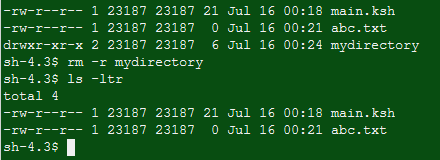 -rw-r--r-- 1 23187 23187 21 Jul 16 00:18 main.ksh
-rw-r--r-- 1 23187 23187  0 Jul 16 00:21 abc.txt
drwxr-xr-x 2 23187 23187  6 Jul 16 00:24 mydirectory
sh-4.3$ rm -r mydirectory
sh-4.3$ ls -ltr
total 4
-rw-r--r-- 1 23187 23187 21 Jul 16 00:18 main.ksh
-rw-r--r-- 1 23187 23187  0 Jul 16 00:21 abc.txt
sh-4.3$